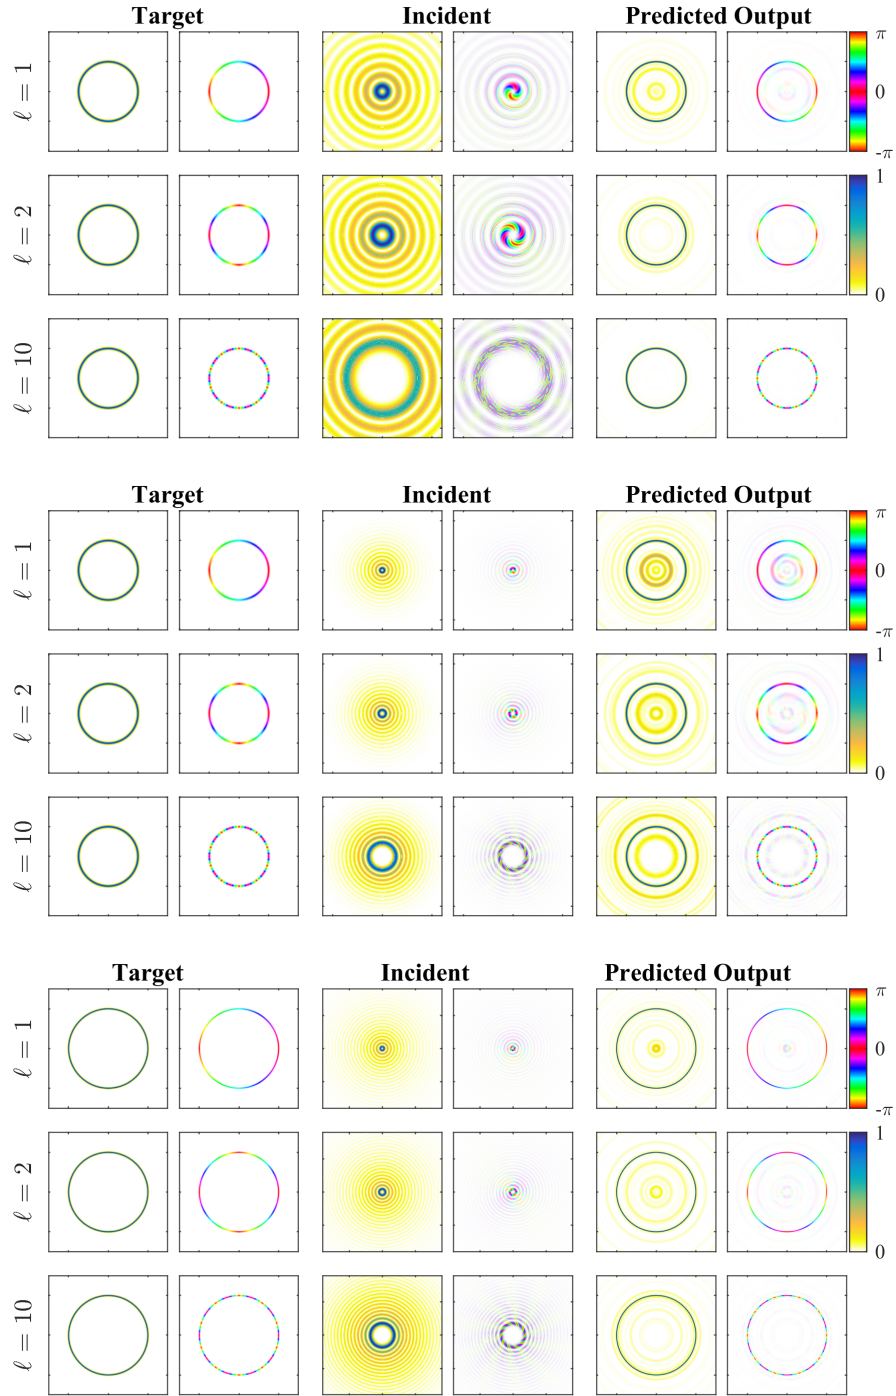 Target Incident Predicted Output
ℓ = 1
π
0
-π
ℓ = 2
1
0
ℓ = 10
Target Incident Predicted Output
ℓ = 1
π
0
-π
ℓ = 2
1
0
ℓ = 10
Target Incident Predicted Output
ℓ = 1
π
0
-π
ℓ = 2
1
0
ℓ = 10